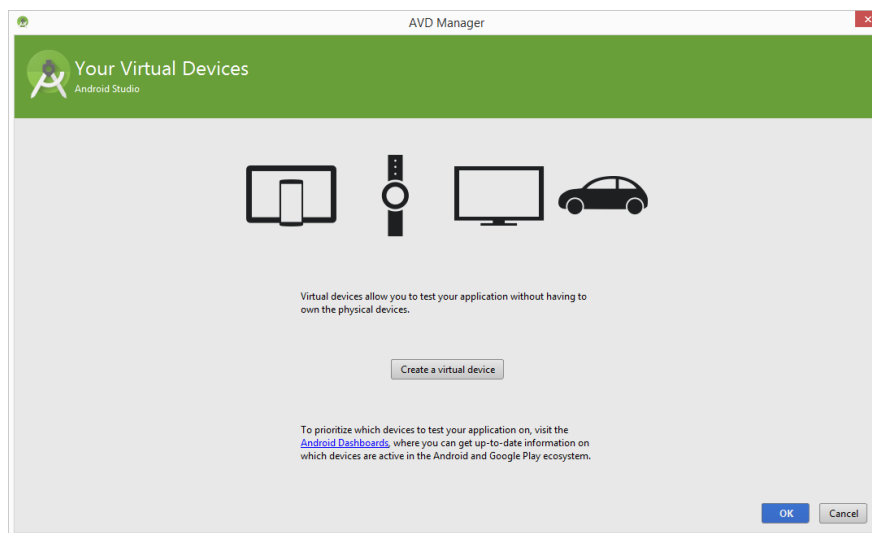 AVD Manager
Your Virtual Devices
Android Studio
Virtual devices allow you to test your application without having to
own the physical devices.
Create a virtual device
To prioritize which devices to test your application on, visit the
Android Dashboards, where you can get up-to-date information on
which devices are active in the Android and Google Play ecosystem.
OK
Cancel